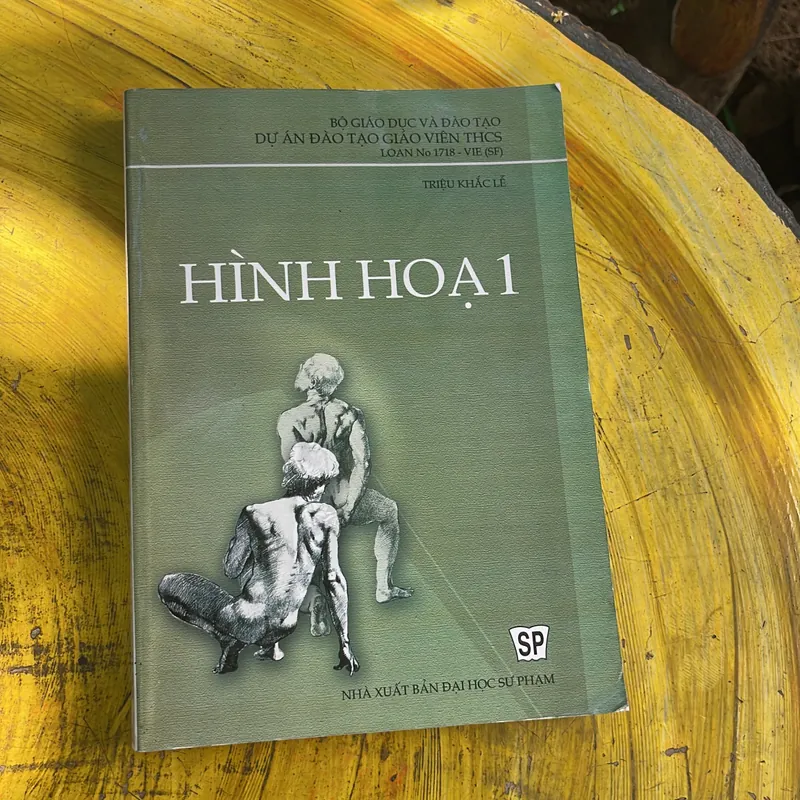 BỘ GIÁO DỤC VÀ ĐÀO TẠO
DỰ ÁN ĐÀO TẠO GIÁO VIÊN THCS
LOAN No 1718 - VIE (SF)
TRIỆU KHẮC LỄ
HÌNH HOẠ 1
SP
NHÀ XUẤT BẢN ĐẠI HỌC SƯ PHẠM